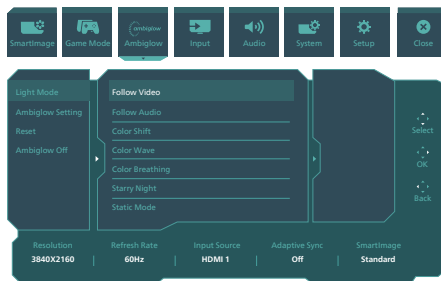 ambiglow
SmartImage Game Mode Ambiglow Input Audio System Setup Close
Light Mode
Ambiglow Setting
Reset
Ambiglow Off
Follow Video
Follow Audio
Color Shift
Color Wave
Color Breathing
Starry Night
Static Mode
Select
OK
Back
Resolution Refresh Rate Input Source Adaptive Sync SmartImage
3840X2160 | 60Hz | HDMI 1 | Off | Standard